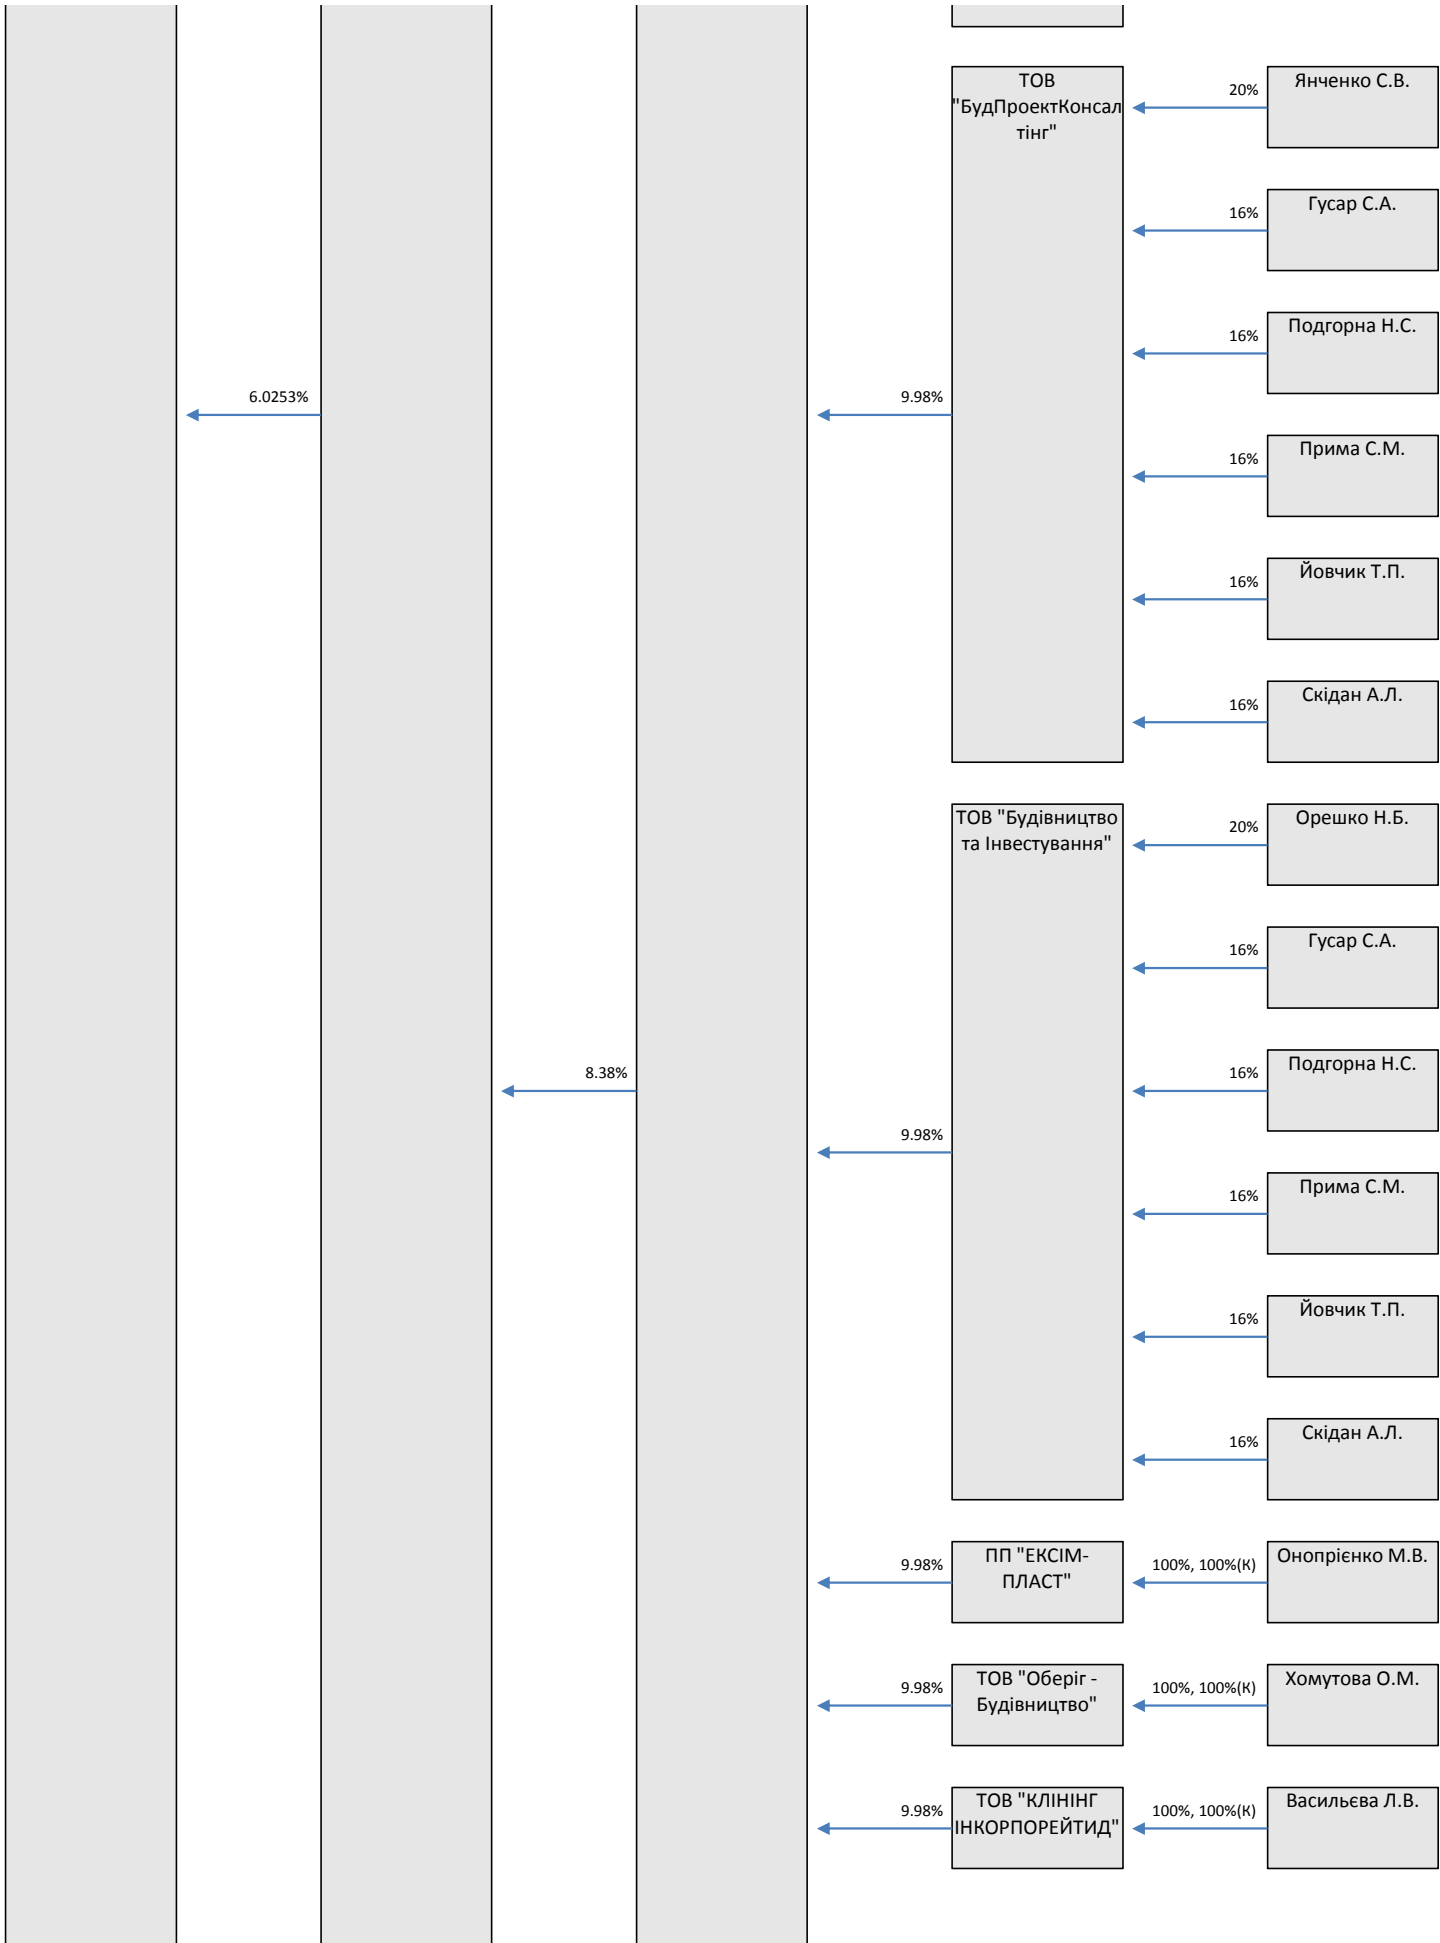 ТОВ
"БудПроектКонсал
тінг"
20%
Янченко С.В.
16%
Гусар С.А.
16%
Подгорна Н.С.
6.0253%
9.98%
16%
Прима С.М.
16%
Йовчик Т.П.
16%
Скідан А.Л.
ТОВ "Будівництво
та Інвестування"
20%
Орешко Н.Б.
16%
Гусар С.А.
16%
Подгорна Н.С.
8.38%
9.98%
16%
Прима С.М.
16%
Йовчик Т.П.
16%
Скідан А.Л.
9.98%
ПП "ЕКСІМ-
ПЛАСТ"
100%, 100%(К)
Онопрієнко М.В.
9.98%
ТОВ "Оберіг -
Будівництво"
100%, 100%(К)
Хомутова О.М.
9.98%
ТОВ "КЛІНІНГ
ІНКОРПОРЕЙТИД"
100%, 100%(К)
Васильєва Л.В.